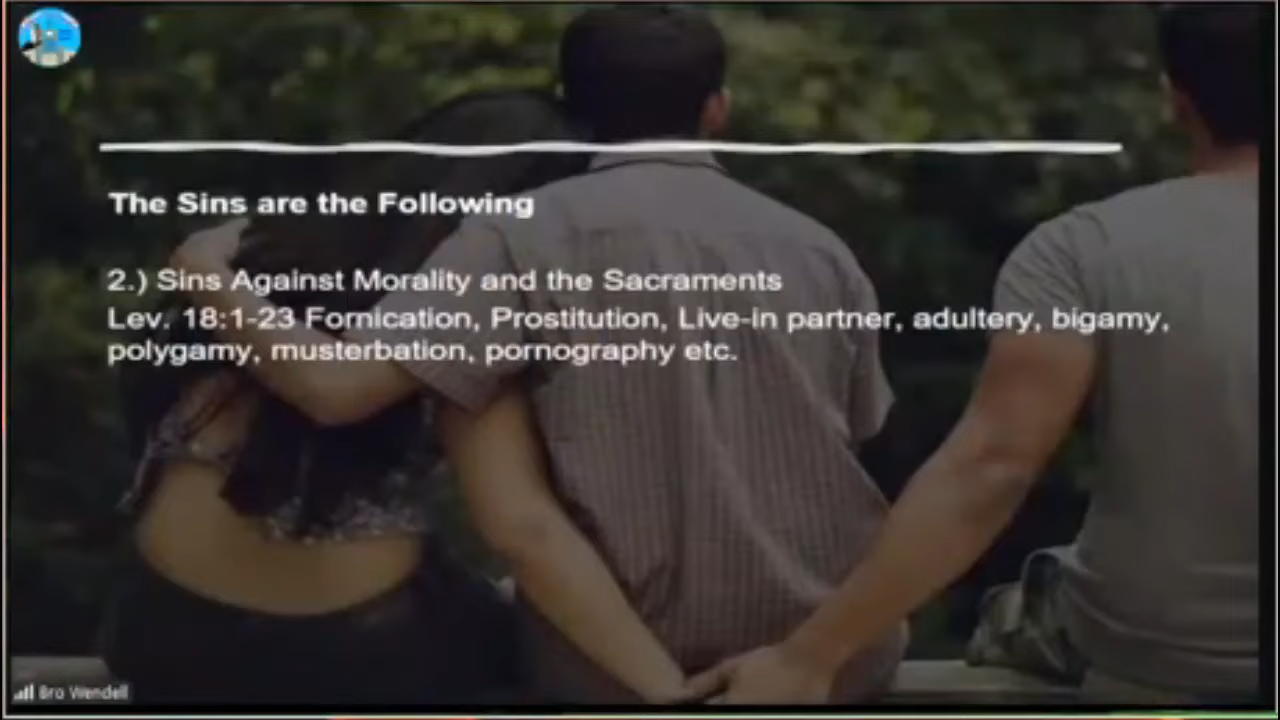 The Sins are the Following
2.) Sins Against Morality and the Sacraments
Lev. 18:1-23 Fornication, Prostitution, Live-in partner, adultery, bigamy,
polygamy, musterbation, pornography etc.
Bro Wendell